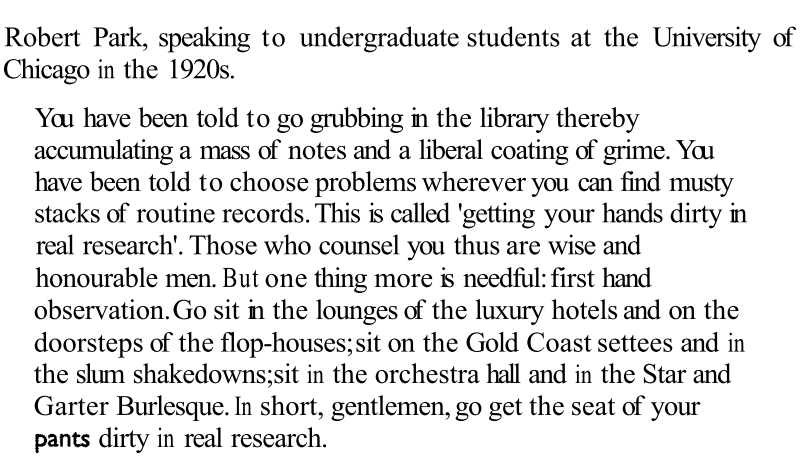 Robert Park, speaking to undergraduate students at the University of
Chicago in the 1920s.
You have been told to go grubbing in the library thereby
accumulating a mass of notes and a liberal coating of grime. You
have been told to choose problems wherever you can find musty
stacks of routine records. This is called 'getting your hands dirty in
real research'. Those who counsel you thus are wise and
honourable men. But one thing more is needful: first hand
observation. Go sit in the lounges of the luxury hotels and on the
doorsteps of the flop-houses; sit on the Gold Coast settees and in
the slum shakedowns; sit in the orchestra hall and in the Star and
Garter Burlesque. In short, gentlemen, go get the seat of your
pants dirty in real research.